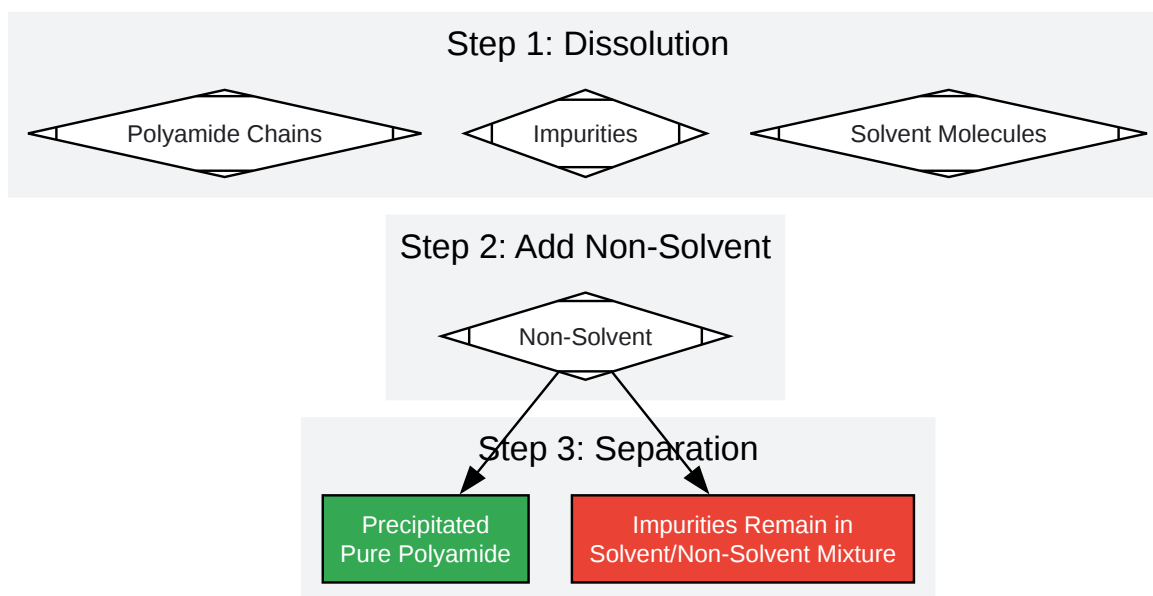 Step 1: Dissolution
Polyamide Chains
Impurities
Solvent Molecules
Step 2: Add Non-Solvent
Non-Solvent
Step 3: Separation
Precipitated
Pure Polyamide
Impurities Remain in
Solvent/Non-Solvent Mixture